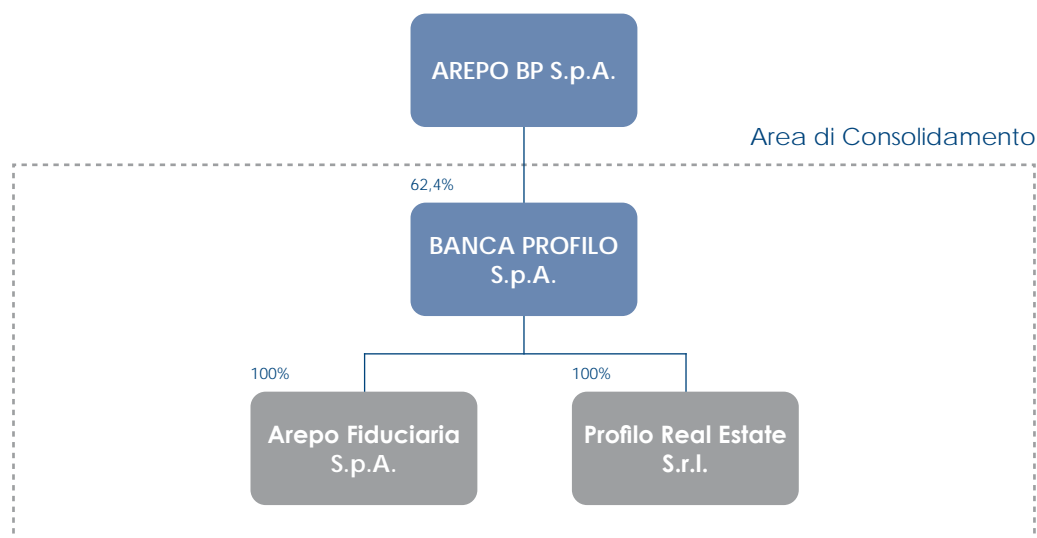 AREPO BP S.p.A.
Area di Consolidamento
62,4%
BANCA PROFILO
S.p.A.
100%
100%
Arepo Fiduciaria
S.p.A.
Profilo Real Estate
S.r.l.